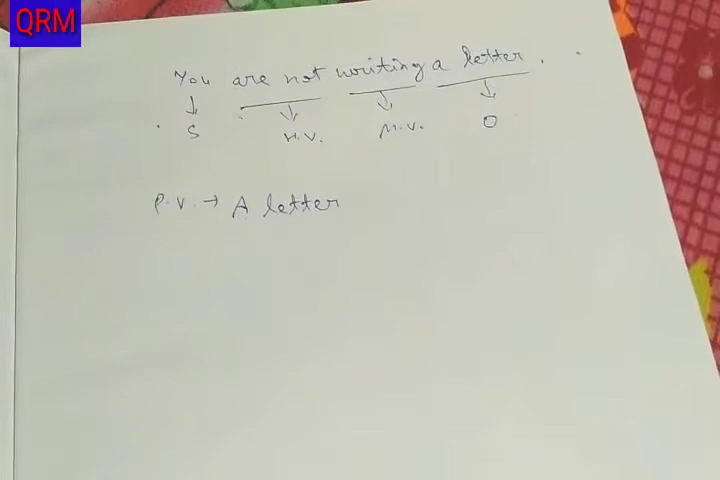 QRM
You are not writing a letter.
S H.V. M.V. O
P.V. → A letter